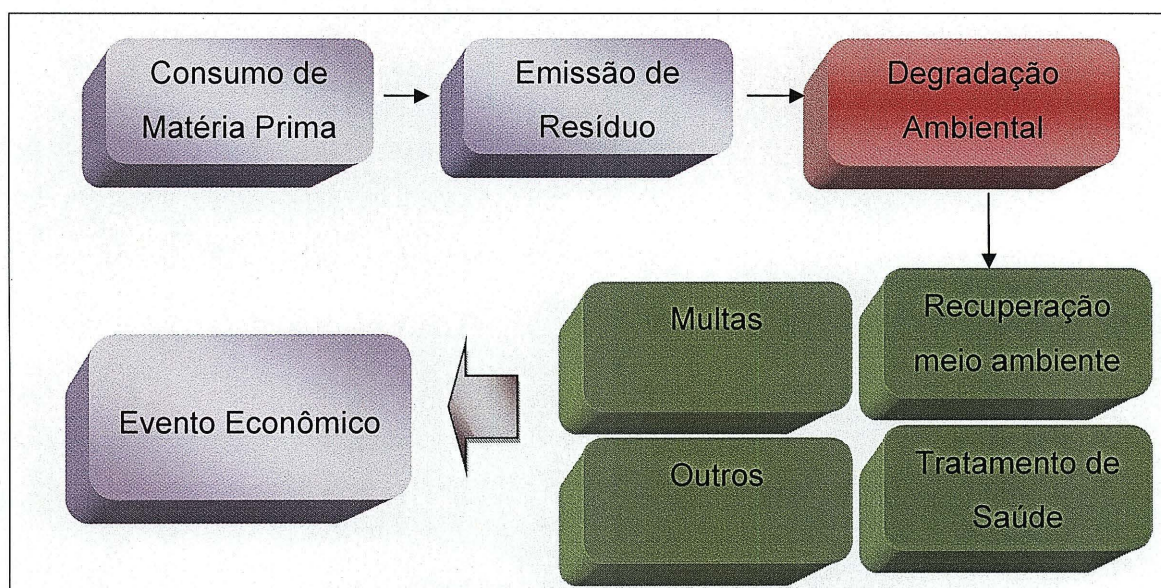 Consumo de
Matéria Prima
Emissão de
Resíduo
Degradação
Ambiental
Multas
Recuperação
meio ambiente
Evento Econômico
Outros
Tratamento de
Saúde